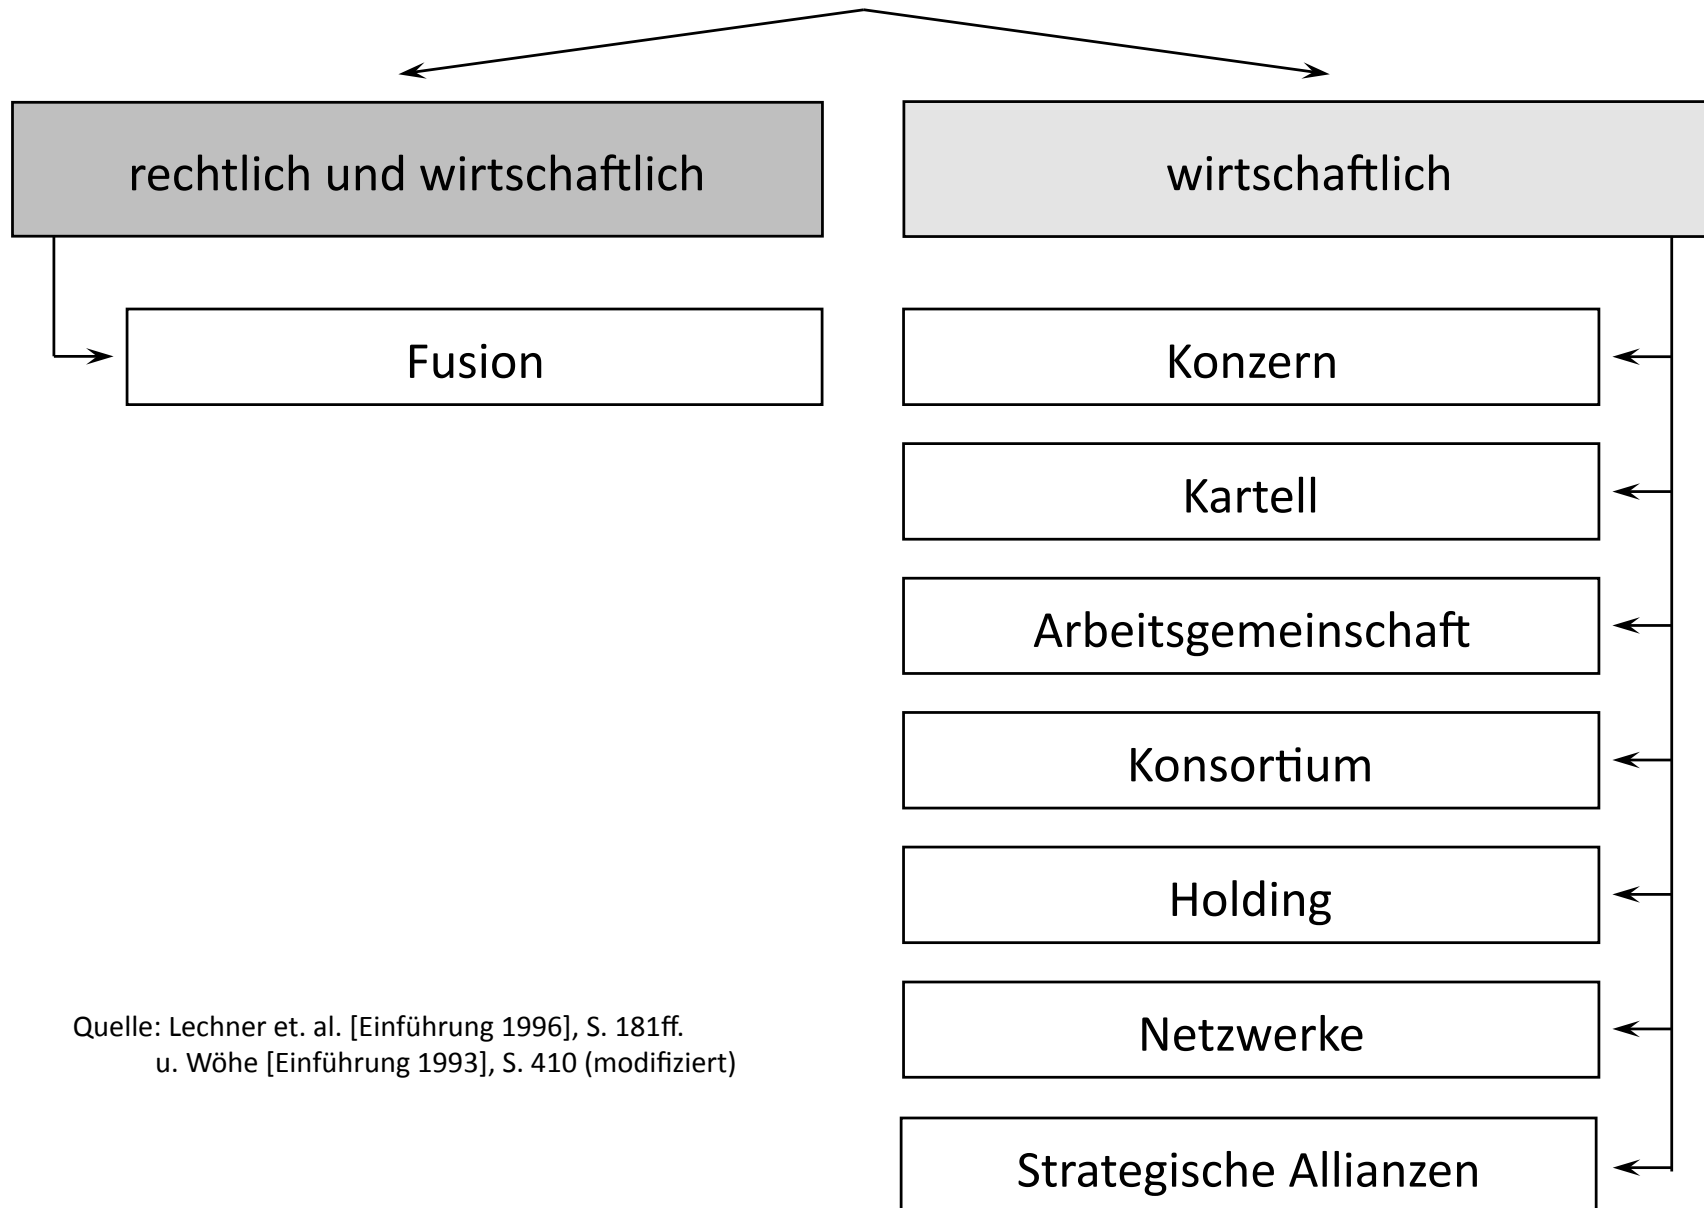 rechtlich und wirtschaftlich
Fusion
wirtschaftlich
Konzern
Kartell
Arbeitsgemeinschaft
Konsortium
Holding
Netzwerke
Strategische Allianzen
Quelle: Lechner et. al. [Einführung 1996], S. 181ff.
u. Wöhe [Einführung 1993], S. 410 (modifiziert)